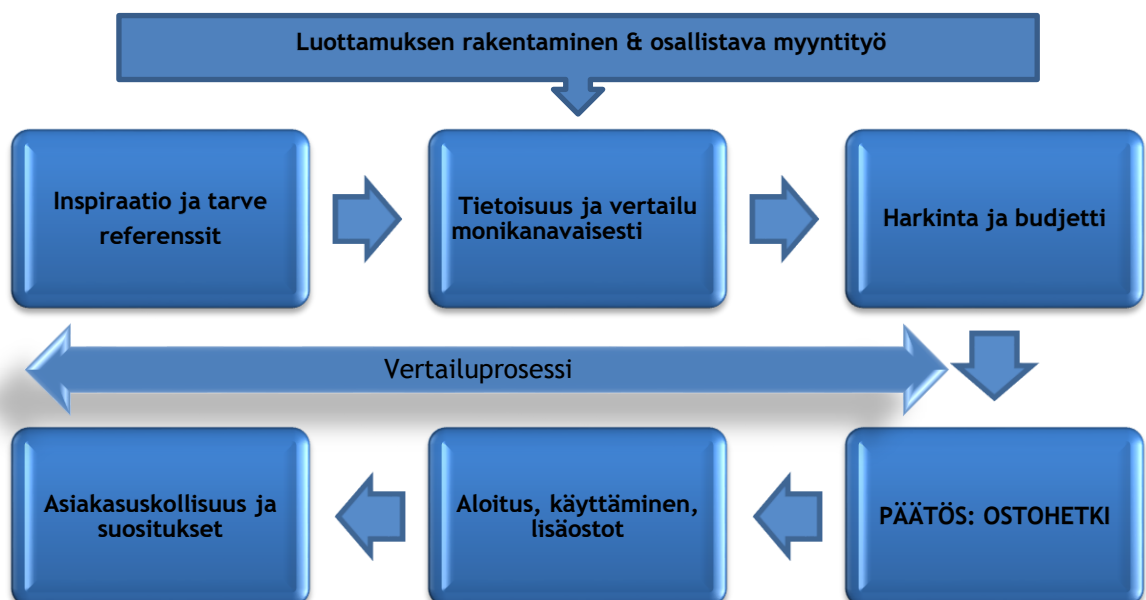 Luottamuksen rakentaminen & osallistava myyntityö
Inspiraatio ja tarve
referenssit
Tietoisuus ja vertailu
monikanavaisesti
Harkinta ja budjetti
Vertailuprosessi
Asiakasuskollisuus ja
suositukset
Aloitus, käyttäminen,
lisäostot
PÄÄTÖS: OSTOHETKI